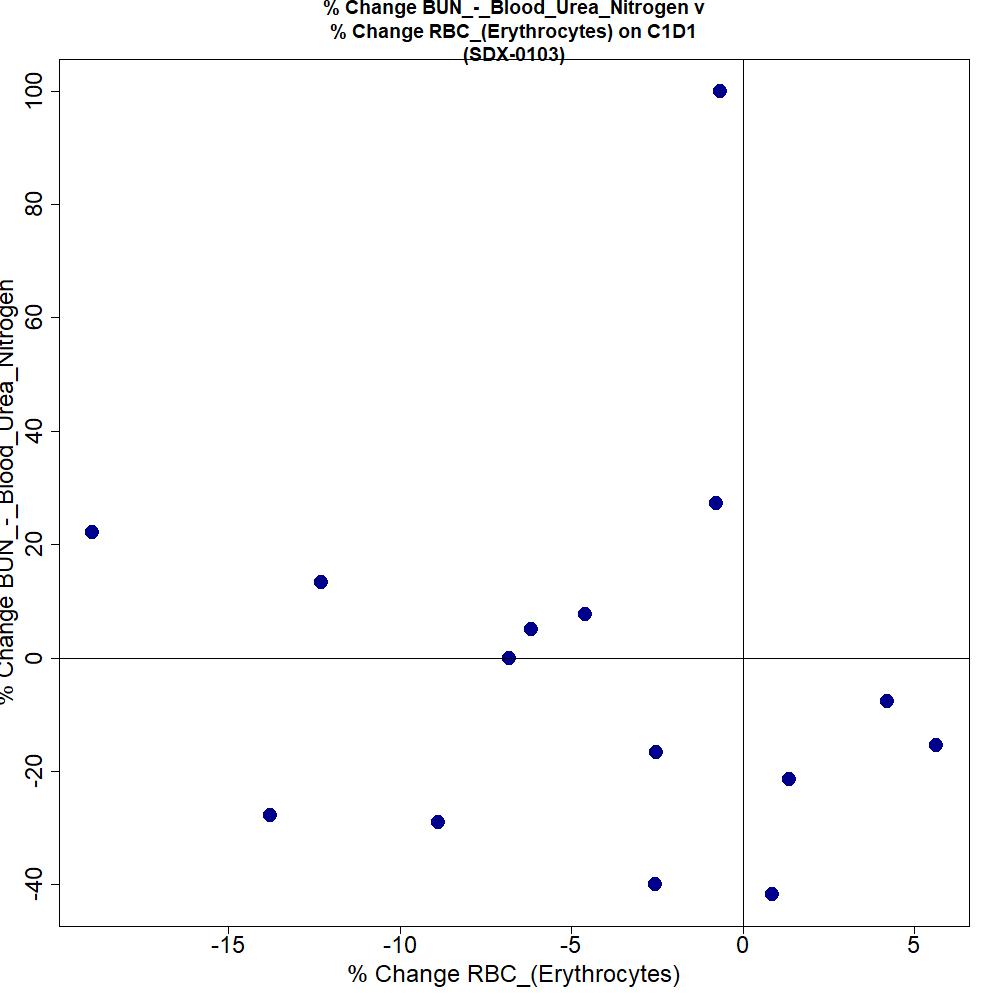 % Change BUN_-_Blood_Urea_Nitrogen v
% Change RBC_(Erythrocytes) on C1D1
(SDX-0103)
% Change BUN_-_Blood_Urea_Nitrogen
100
80
60
40
20
0
-20
-40
-15
-10
-5
0
5
% Change RBC_(Erythrocytes)